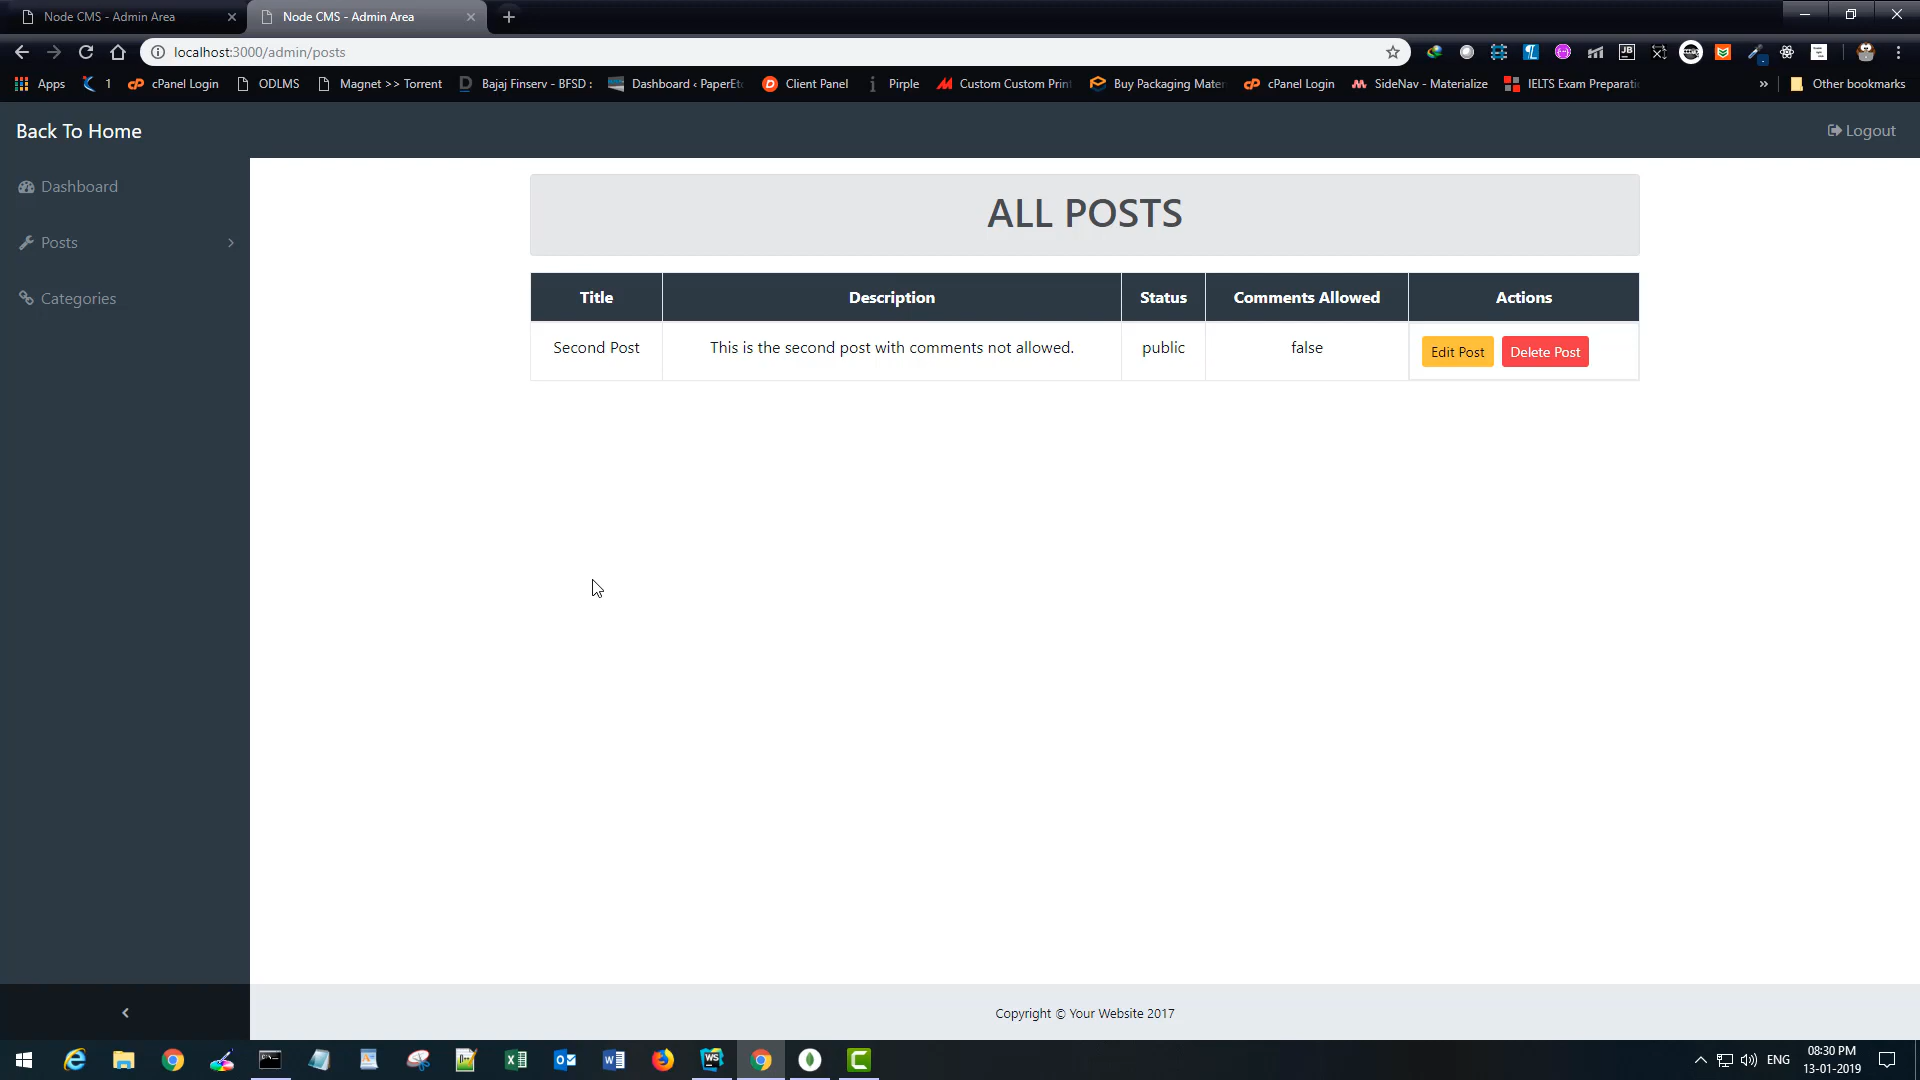 Node CMS - Admin Area
Node CMS - Admin Area
localhost:3000/admin/posts
Apps
1
cPanel Login
ODLMS
Magnet >> Torrent
Bajaj Finserv - BFSD :
Dashboard ‹ PaperEt
Client Panel
Pirple
Custom Custom Print
Buy Packaging Mater
cPanel Login
SideNav - Materialize
IELTS Exam Preparati
»
Other bookmarks
Back To Home
Logout
Dashboard
Posts
Categories
ALL POSTS
Title Description Status Comments Allowed Actions
Second Post This is the second post with comments not allowed. public false Edit Post Delete Post
Copyright © Your Website 2017
ENG
08:30 PM
13-01-2019